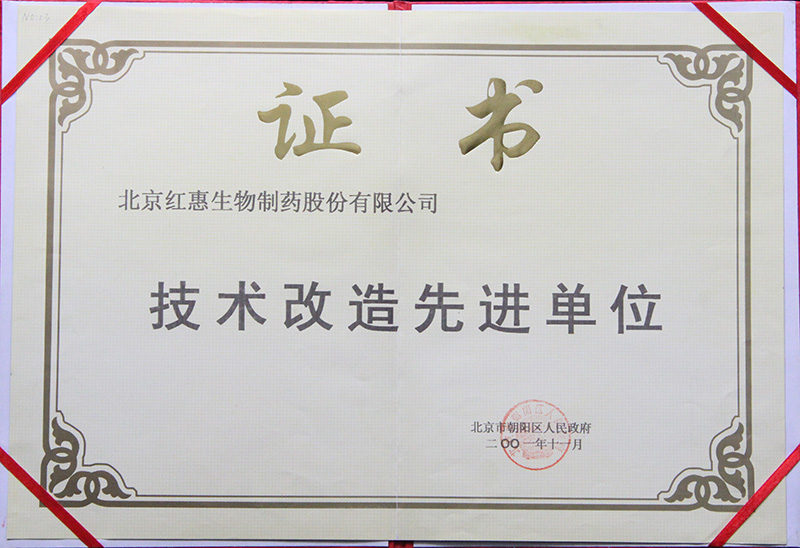 证书
北京红惠生物制药股份有限公司
技术改造先进单位
北京市朝阳区人民政府
二〇〇一年十一月